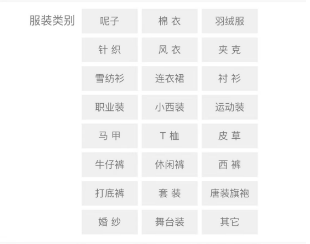 服装类别 呢子 棉 衣 羽绒服
针 织 风 衣 夹 克
雪纺衫 连衣裙 衬 衫
职业装 小西装 运动装
马 甲 T 桖 皮 草
牛仔裤 休闲裤 西 裤
打底裤 套 装 唐装旗袍
婚 纱 舞台装 其它